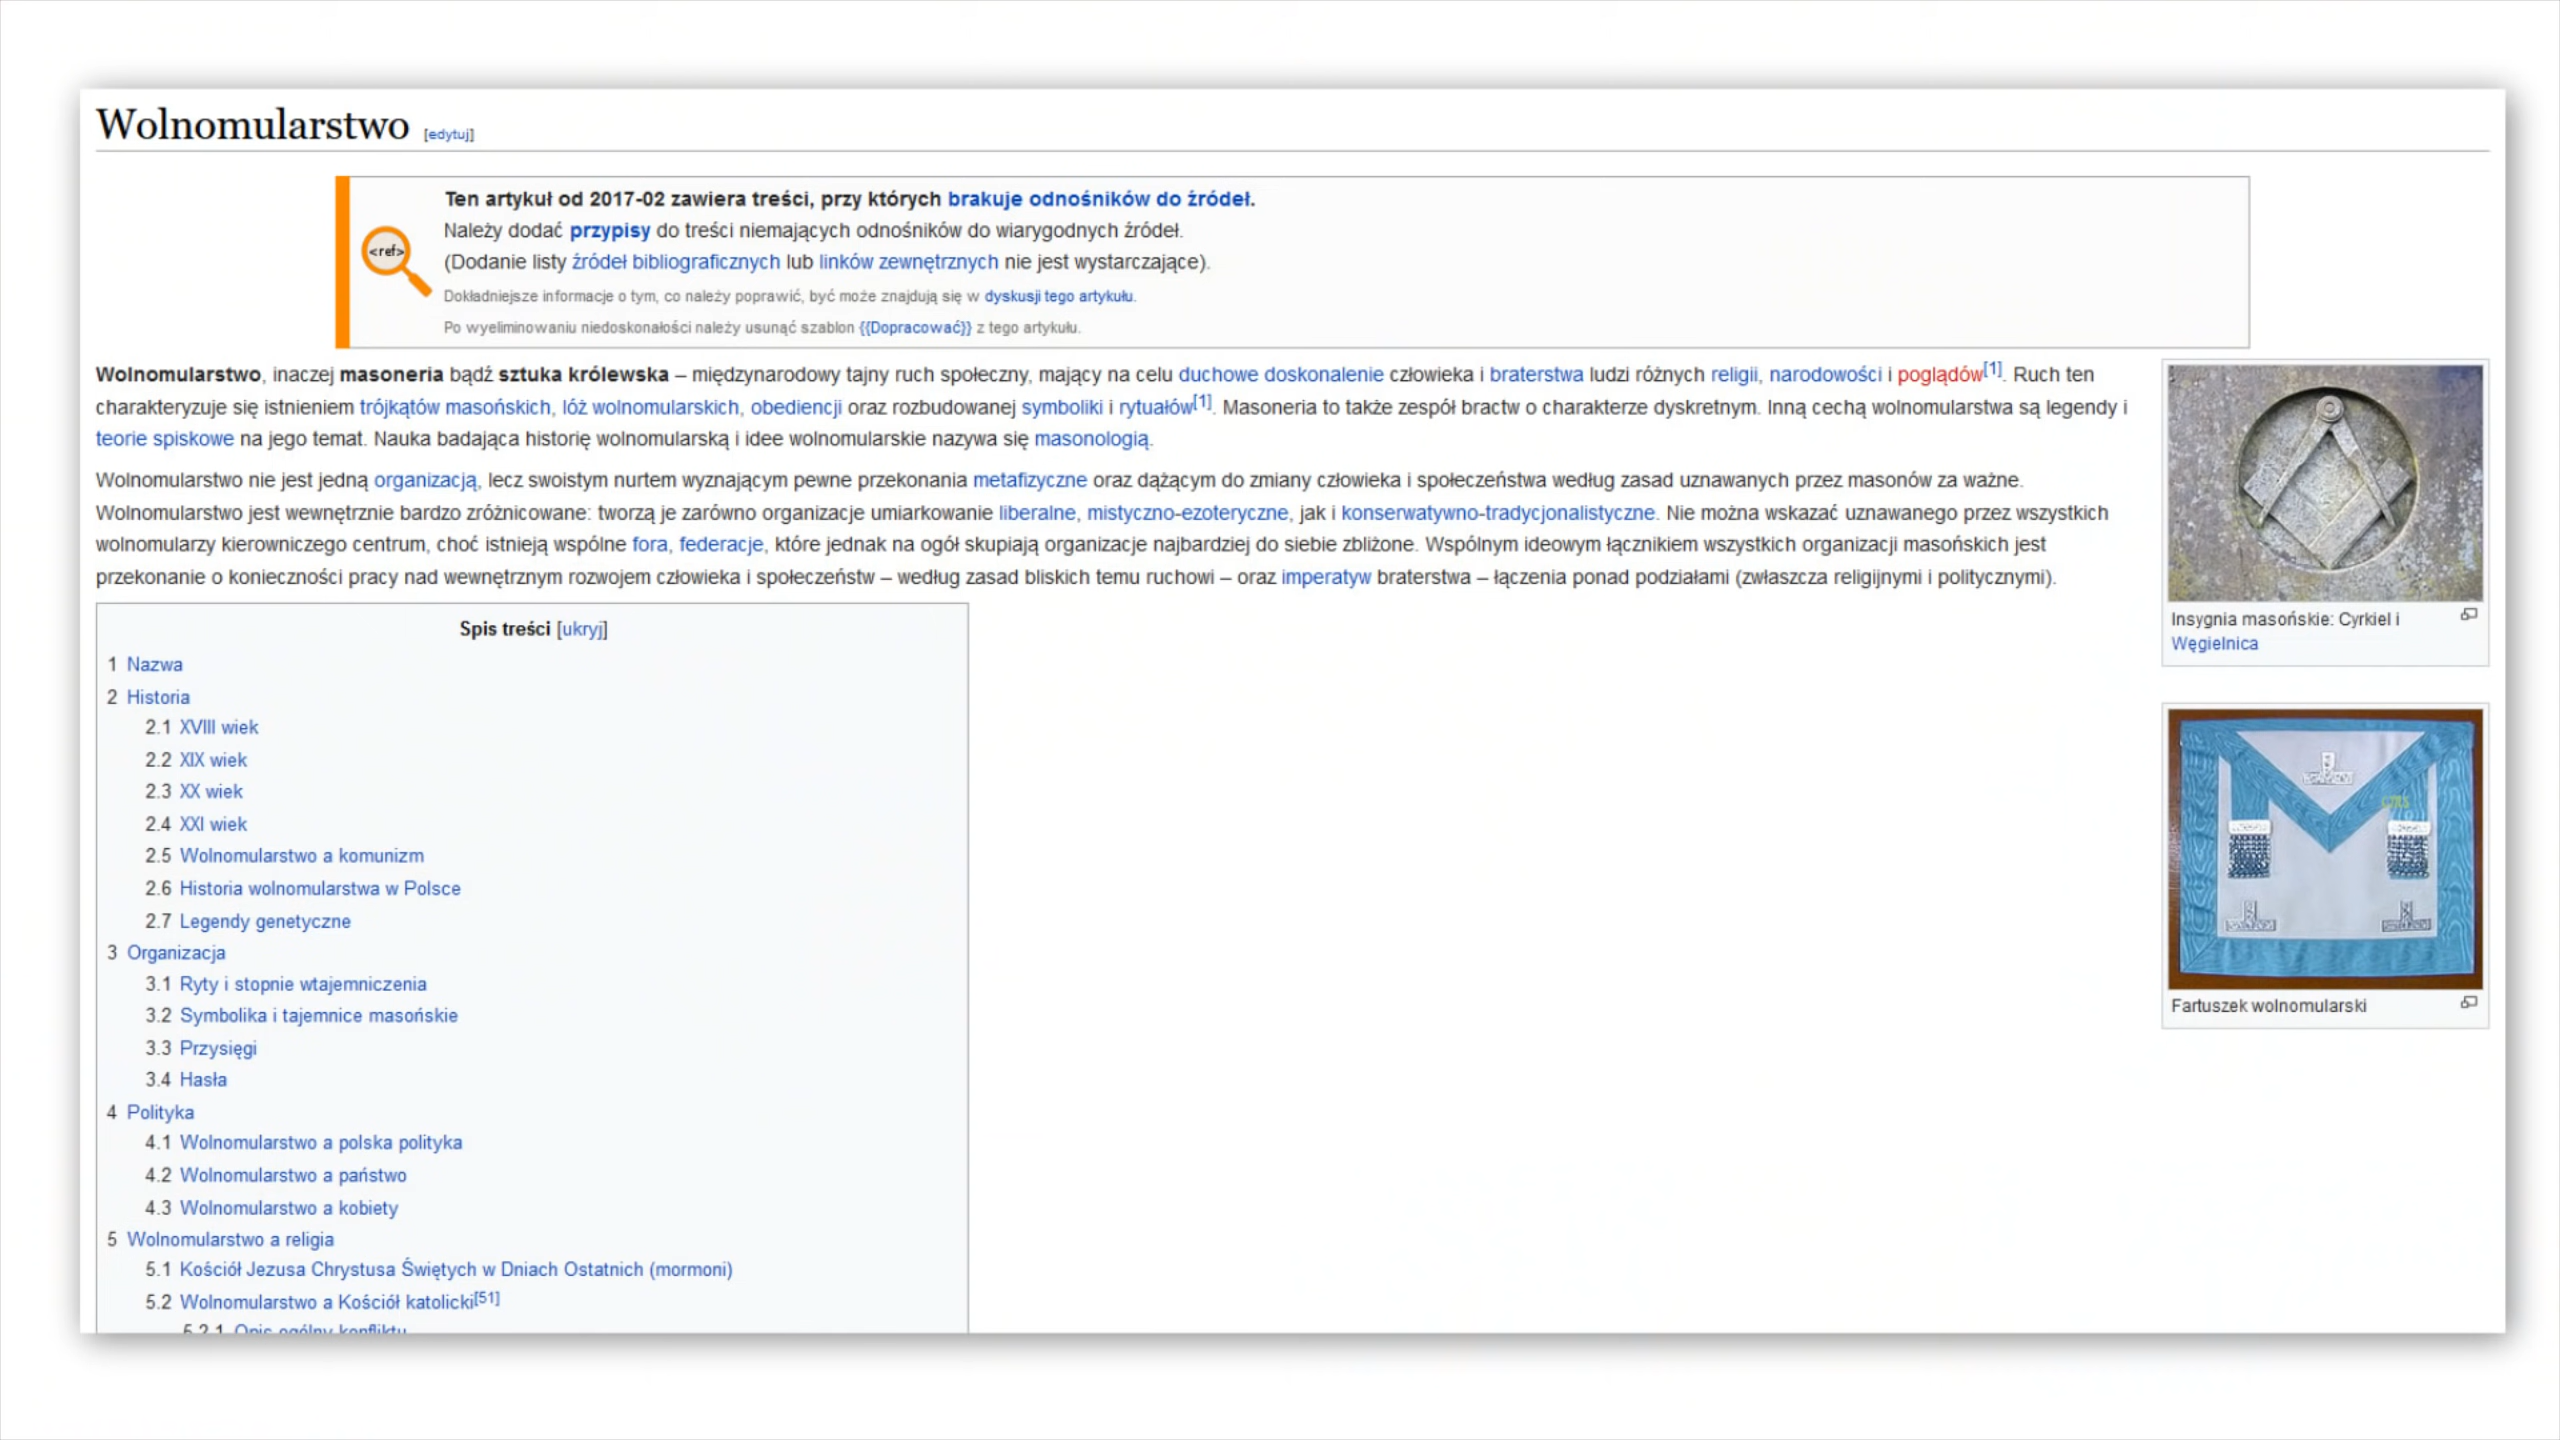 Wolnomularstwo [edytuj]
Ten artykuł od 2017-02 zawiera treści, przy których brakuje odnośników do źródeł.
Należy dodać przypisy do treści niemających odnośników do wiarygodnych źródeł.
<ref>
(Dodanie listy źródeł bibliograficznych lub linków zewnętrznych nie jest wystarczające).
Dokładniejsze informacje o tym, co należy poprawić, być może znajdują się w dyskusji tego artykułu.
Po wyeliminowaniu niedoskonałości należy usunąć szablon {{Dopracować}} z tego artykułu.
Wolnomularstwo, inaczej masoneria bądź sztuka królewska – międzynarodowy tajny ruch społeczny, mający na celu duchowe doskonalenie człowieka i braterstwa ludzi różnych religii, narodowości i poglądów[1]. Ruch ten
charakteryzuje się istnieniem trójkątów masońskich, lóż wolnomularskich, obediencji oraz rozbudowanej symboliki i rytuałów[1]. Masoneria to także zespół bractw o charakterze dyskretnym. Inną cechą wolnomularstwa są legendy i
teorie spiskowe na jego temat. Nauka badająca historię wolnomularską i idee wolnomularskie nazywa się masonologią.
Wolnomularstwo nie jest jedną organizacją, lecz swoistym nurtem wyznającym pewne przekonania metafizyczne oraz dążącym do zmiany człowieka i społeczeństwa według zasad uznawanych przez masonów za ważne.
Wolnomularstwo jest wewnętrznie bardzo zróżnicowane: tworzą je zarówno organizacje umiarkowanie liberalne, mistyczno-ezoteryczne, jak i konserwatywno-tradycjonalistyczne. Nie można wskazać uznawanego przez wszystkich
wolnomularzy kierowniczego centrum, choć istnieją wspólne fora, federacje, które jednak na ogół skupiają organizacje najbardziej do siebie zbliżone. Wspólnym ideowym łącznikiem wszystkich organizacji masońskich jest
przekonanie o konieczności pracy nad wewnętrznym rozwojem człowieka i społeczeństw – według zasad bliskich temu ruchowi – oraz imperatyw braterstwa – łączenia ponad podziałami (zwłaszcza religijnymi i politycznymi).
Insygnia masońskie: Cyrkiel i
Węgielnica
Fartuszek wolnomularski
Spis treści [ukryj]
1 Nazwa
2 Historia
2.1 XVIII wiek
2.2 XIX wiek
2.3 XX wiek
2.4 XXI wiek
2.5 Wolnomularstwo a komunizm
2.6 Historia wolnomularstwa w Polsce
2.7 Legendy genetyczne
3 Organizacja
3.1 Ryty i stopnie wtajemniczenia
3.2 Symbolika i tajemnice masońskie
3.3 Przysięgi
3.4 Hasła
4 Polityka
4.1 Wolnomularstwo a polska polityka
4.2 Wolnomularstwo a państwo
4.3 Wolnomularstwo a kobiety
5 Wolnomularstwo a religia
5.1 Kościół Jezusa Chrystusa Świętych w Dniach Ostatnich (mormoni)
5.2 Wolnomularstwo a Kościół katolicki[51]
5.2.1 Opis ogólny konfliktu